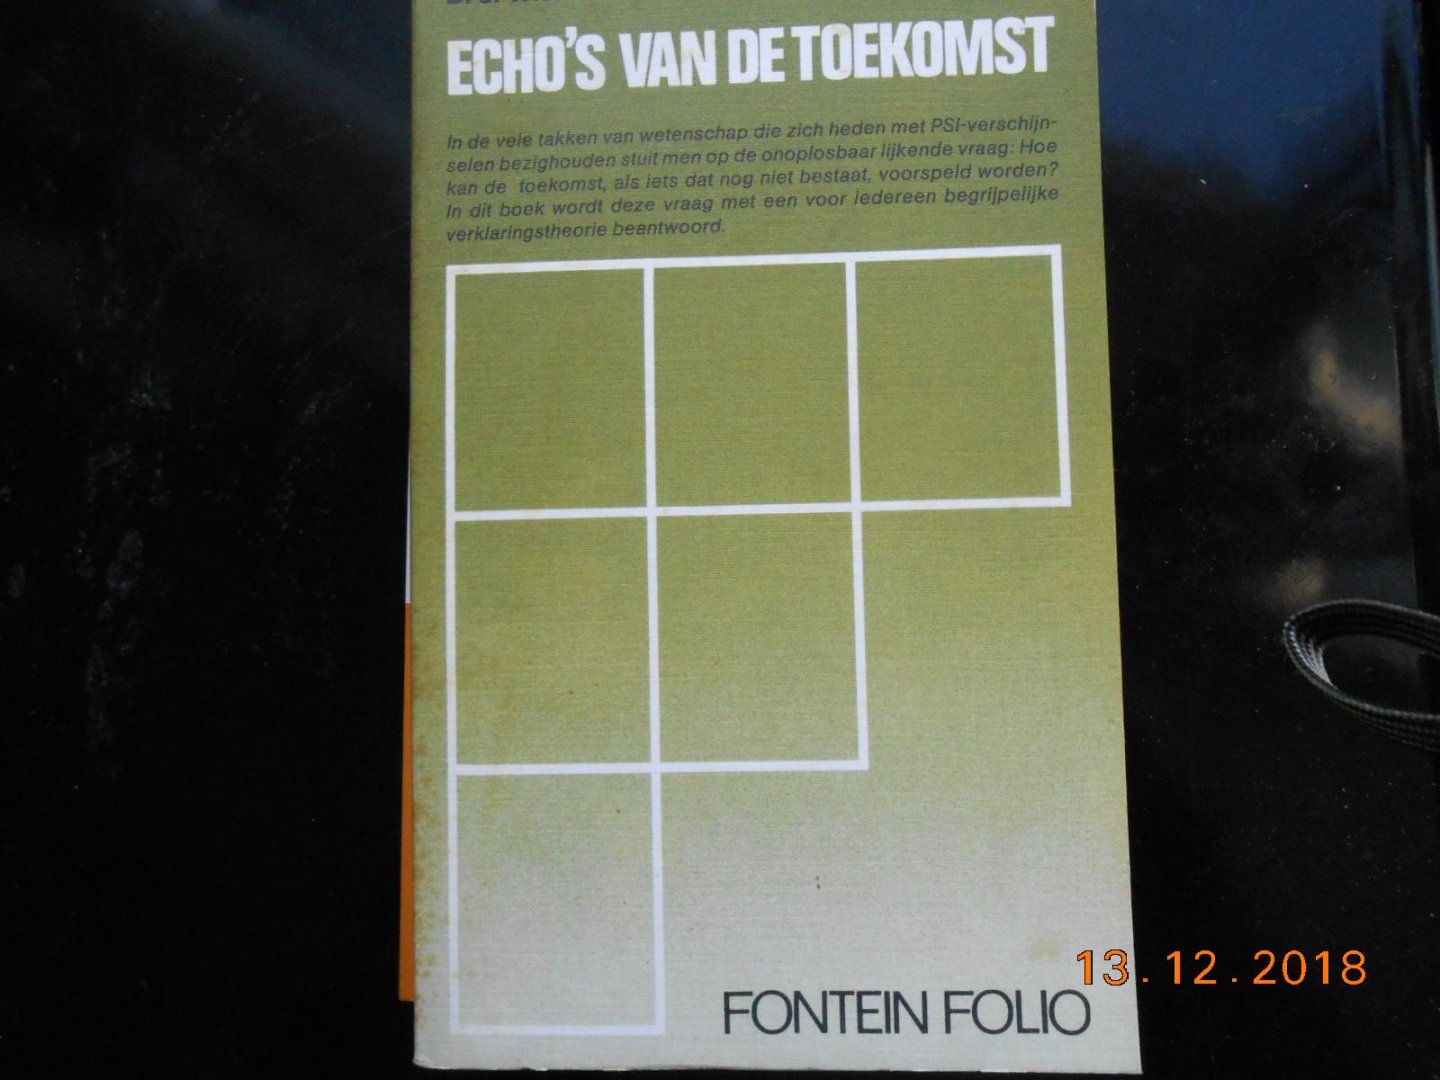 ECHO'S VAN DE TOEKOMST
In de vele takken van wetenschap die zich heden met PSI-verschijn-
selen bezighouden stuit men op de onoplosbaar lijkende vraag: Hoe
kan de toekomst, als iets dat nog niet bestaat, voorspeld worden?
In dit boek wordt deze vraag met een voor iedereen begrijpelijke
verklaringstheorie beantwoord.
FONTEIN FOLIO
13.12.2018